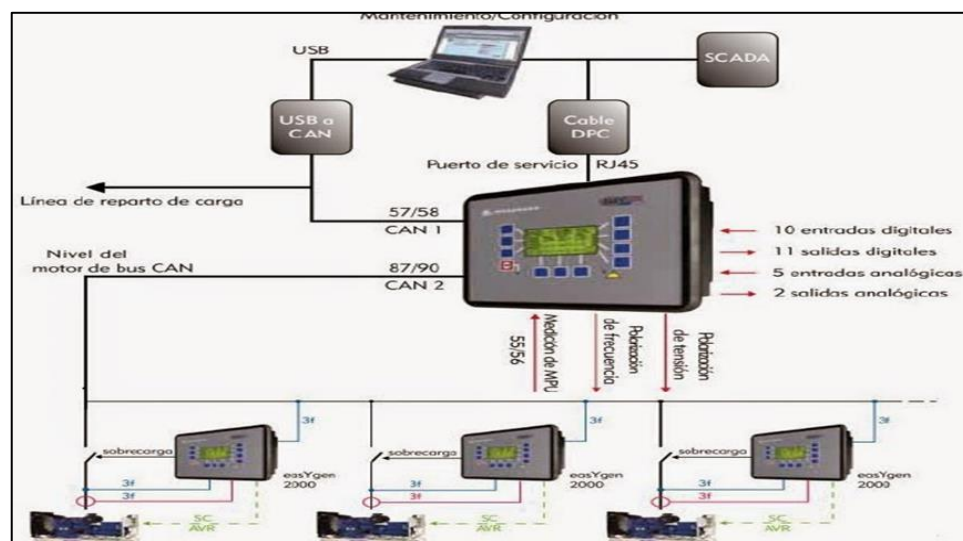 Mantenimiento/Configuración
USB
SCADA
USB a
CAN
Cable
DPC
Puerto de servicio
RJ45
Línea de reparto de carga
57/58
CAN 1
10 entradas digitales
11 salidas digitales
5 entradas analógicas
2 salidas analógicas
Nivel del
motor de bus CAN
87/90
CAN 2
Medición de MPU
55/56
Polarización
de frecuencia
Polarización
de tensión
3f
3f
3f
sobrecarga
sobrecarga
sobrecarga
easYgen
2000
easYgen
2000
easYgen
2000
3f
3f
3f
3f
3f
3f
SC
AVR
SC
AVR
SC
AVR